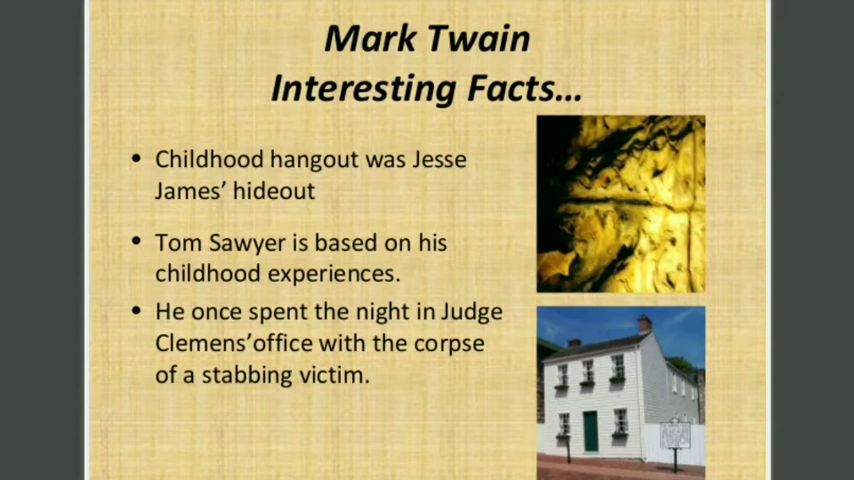 Mark Twain
Interesting Facts...
• Childhood hangout was Jesse
James’ hideout
• Tom Sawyer is based on his
childhood experiences.
• He once spent the night in Judge
Clemens’office with the corpse
of a stabbing victim.